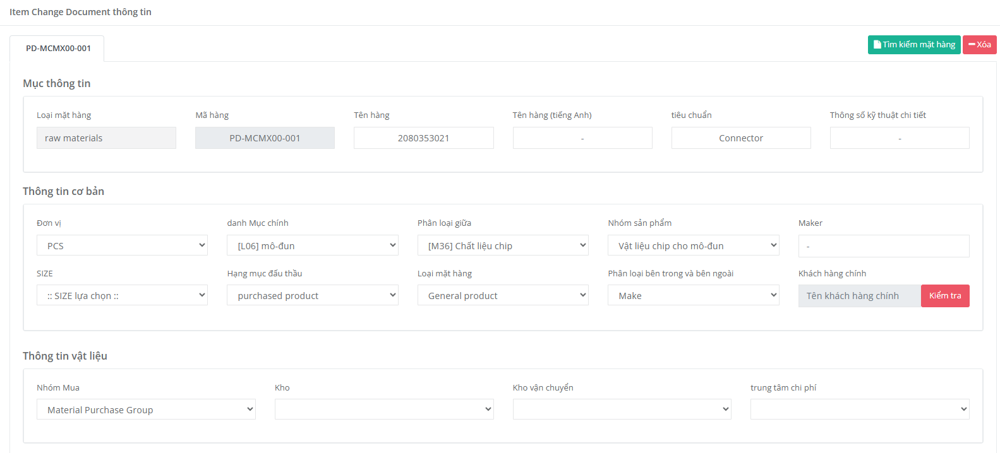 Item Change Document thông tin
PD-MCMX00-001
Tìm kiếm mặt hàng
Xóa
Mục thông tin
Loại mặt hàng Mã hàng Tên hàng Tên hàng (tiếng Anh) tiêu chuẩn Thông số kỹ thuật chi tiết
raw materials PD-MCMX00-001 2080353021 - Connector -
Thông tin cơ bản
Đơn vị danh Mục chính Phân loại giữa Nhóm sản phẩm Maker
PCS [L06] mô-đun [M36] Chất liệu chip Vật liệu chip cho mô-đun -
SIZE Hạng mục đấu thầu Loại mặt hàng Phân loại bên trong và bên ngoài Khách hàng chính
:: SIZE lựa chọn :: purchased product General product Make Tên khách hàng chính Kiểm tra
Thông tin vật liệu
Nhóm Mua Kho Kho vận chuyển trung tâm chi phí
Material Purchase Group